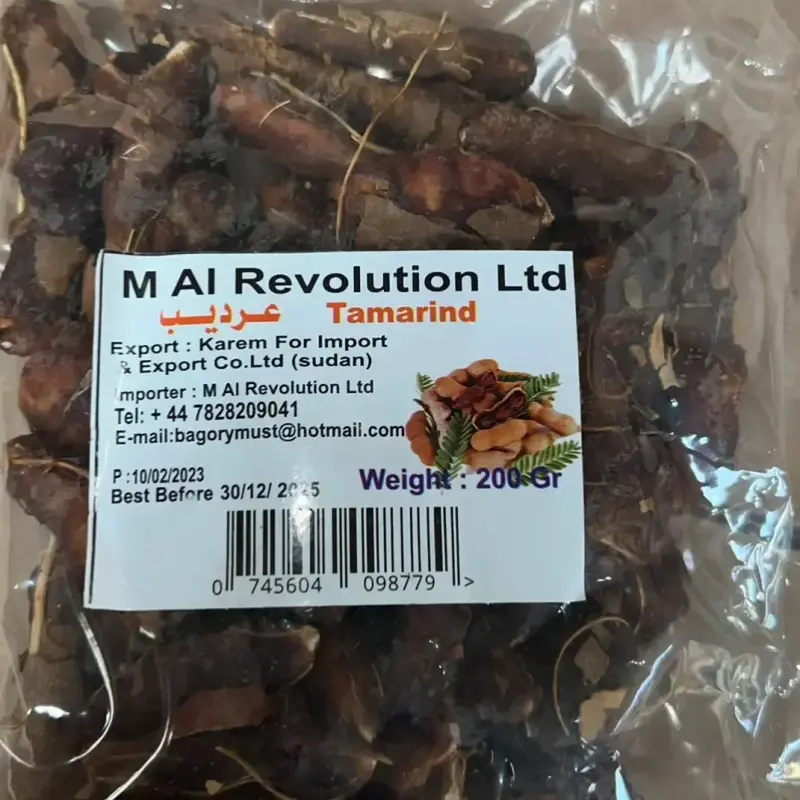 M Al Revolution Ltd
عرديب Tamarind
Export : Karem For Import
& Export Co.Ltd (sudan)
Importer : M Al Revolution Ltd
Tel: + 44 7828209041
E-mail:bagorymust@hotmail.com
P :10/02/2023
Best Before 30/12/ 2025
Weight : 200 Gr
0 745604 098779 >